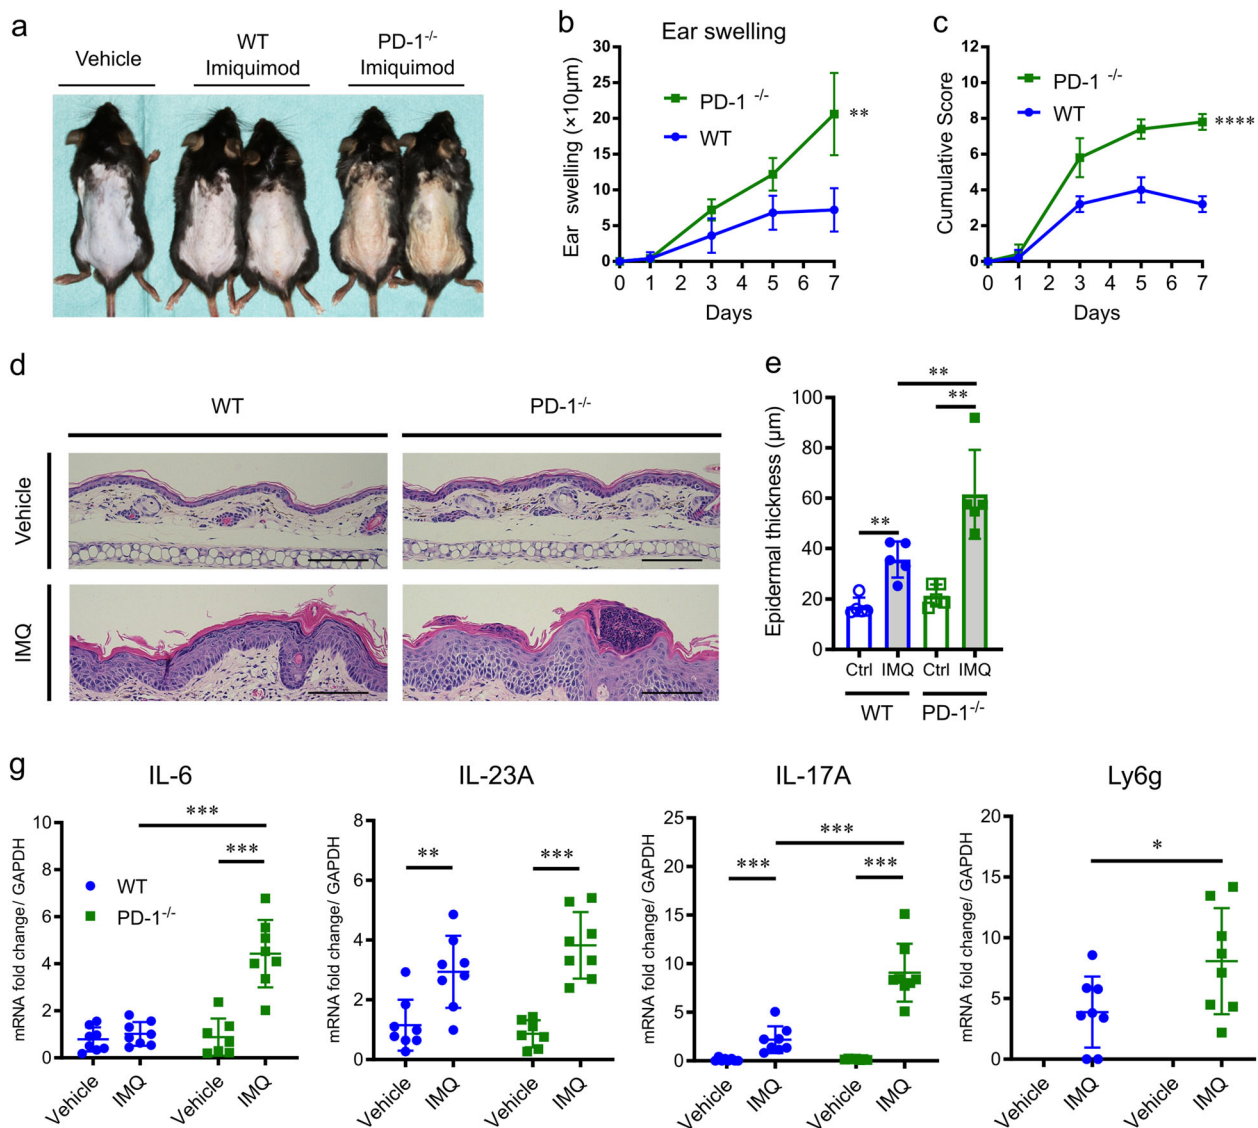 a
Vehicle
WT
Imiquimod
PD-1-/-
Imiquimod
b
Ear swelling
Ear swelling (×10μm)
30
25
20
15
10
5
0
PD-1 -/-
WT
**
0 1 2 3 4 5 6 7
Days
c
Cumulative Score
12
10
8
6
4
2
0
PD-1 -/-
WT
****
0 1 2 3 4 5 6 7
Days
d
WT
PD-1-/-
Vehicle
IMQ
e
Epidermal thickness (μm)
100
80
60
40
20
0
**
**
**
Ctrl IMQ Ctrl IMQ
WT PD-1-/-
g
IL-6
mRNA fold change/ GAPDH
10
8
6
4
2
0
WT
PD-1-/-
***
***
Vehicle IMQ Vehicle IMQ
IL-23A
mRNA fold change/ GAPDH
8
6
4
2
0
**
***
Vehicle IMQ Vehicle IMQ
IL-17A
mRNA fold change/ GAPDH
25
20
15
10
5
0
***
***
***
Vehicle IMQ Vehicle IMQ
Ly6g
mRNA fold change/ GAPDH
20
15
10
5
0
*
Vehicle IMQ Vehicle IMQ